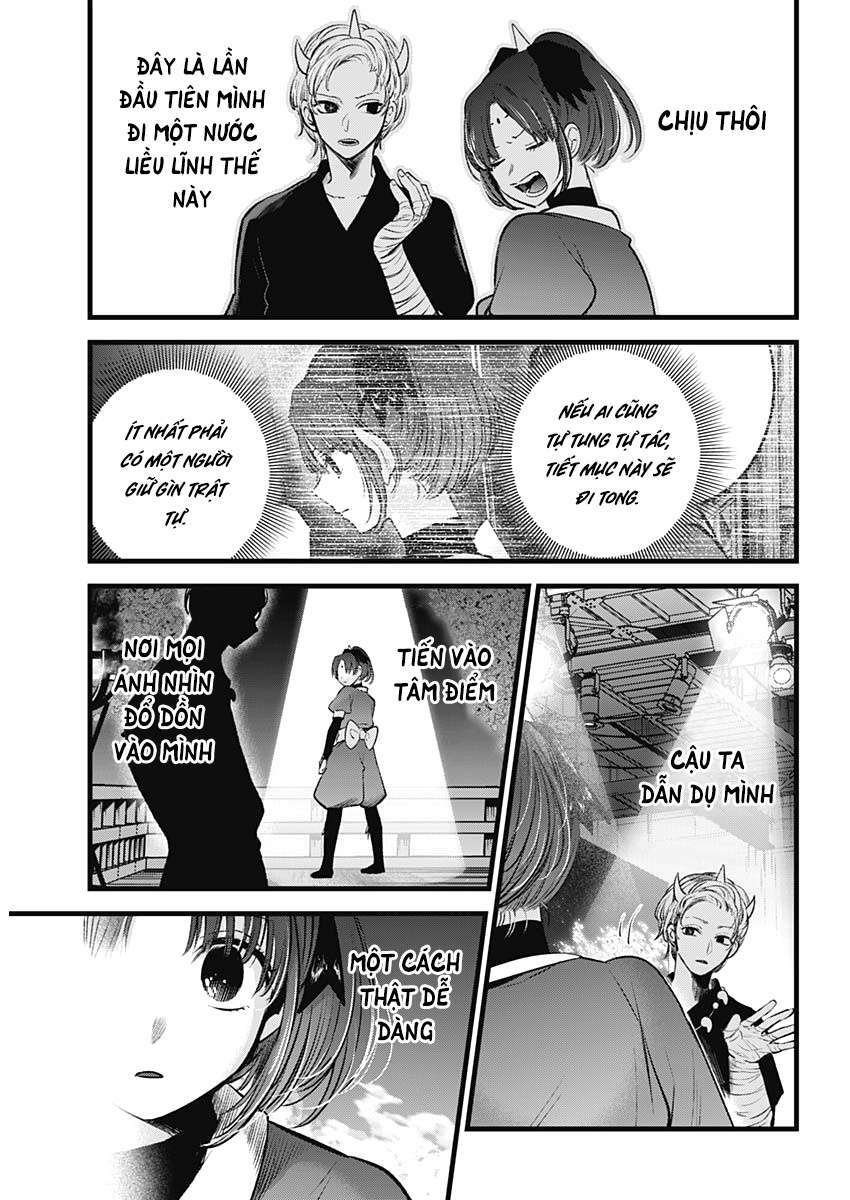 CHỊU THÔI
ĐÂY LÀ LẦN
ĐẦU TIÊN MÌNH
ĐI MỘT NƯỚC
LIỀU LĨNH THẾ
NÀY
NẾU AI CŨNG
TỰ TUNG TỰ TÁC,
TIẾT MỤC NÀY SẼ
ĐI TONG.
ÍT NHẤT PHẢI
CÓ MỘT NGƯỜI
GIỮ GÌN TRẬT
TỰ.
CẬU TA
DẪN DỤ MÌNH
TIẾN VÀO
TÂM ĐIỂM
NƠI MỌI
ÁNH NHÌN
ĐỔ DỒN
VÀO MÌNH
MỘT CÁCH
THẬT DỄ
DÀNG